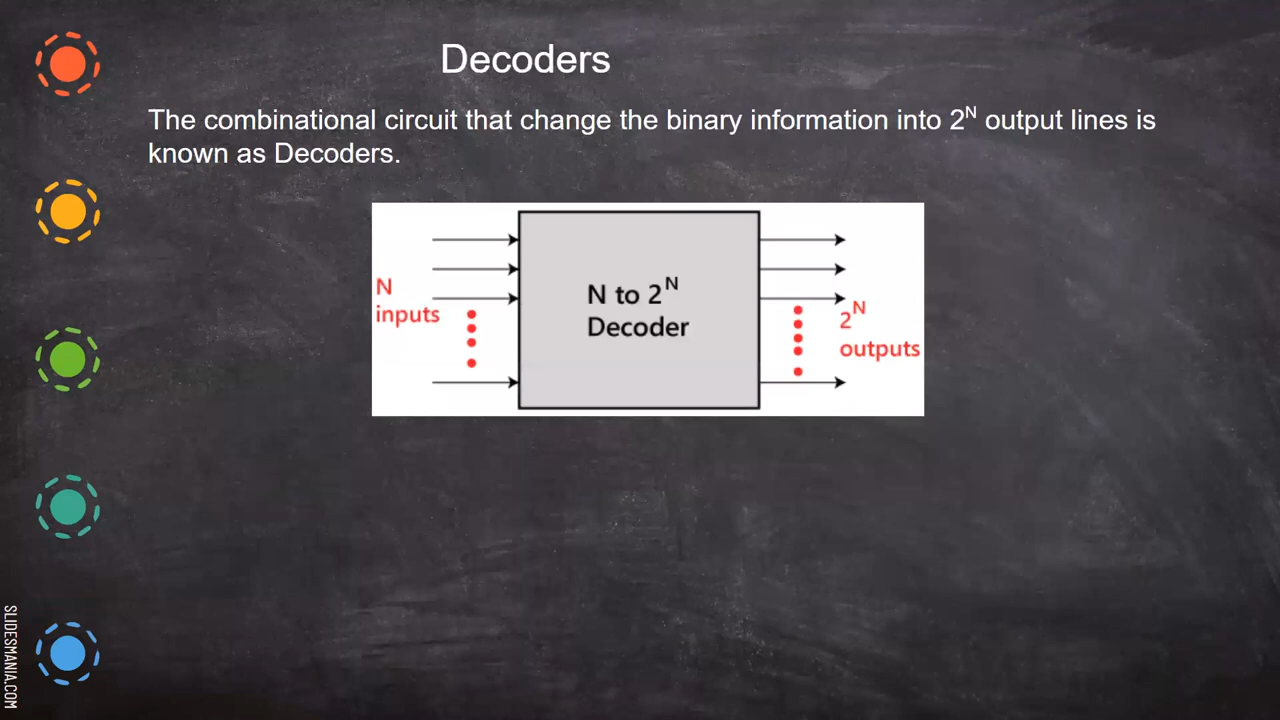 Decoders
The combinational circuit that change the binary information into 2ᴺ output lines is
known as Decoders.
N
inputs
N to 2ᴺ
Decoder
2ᴺ
outputs
SLIDESMANIA.COM